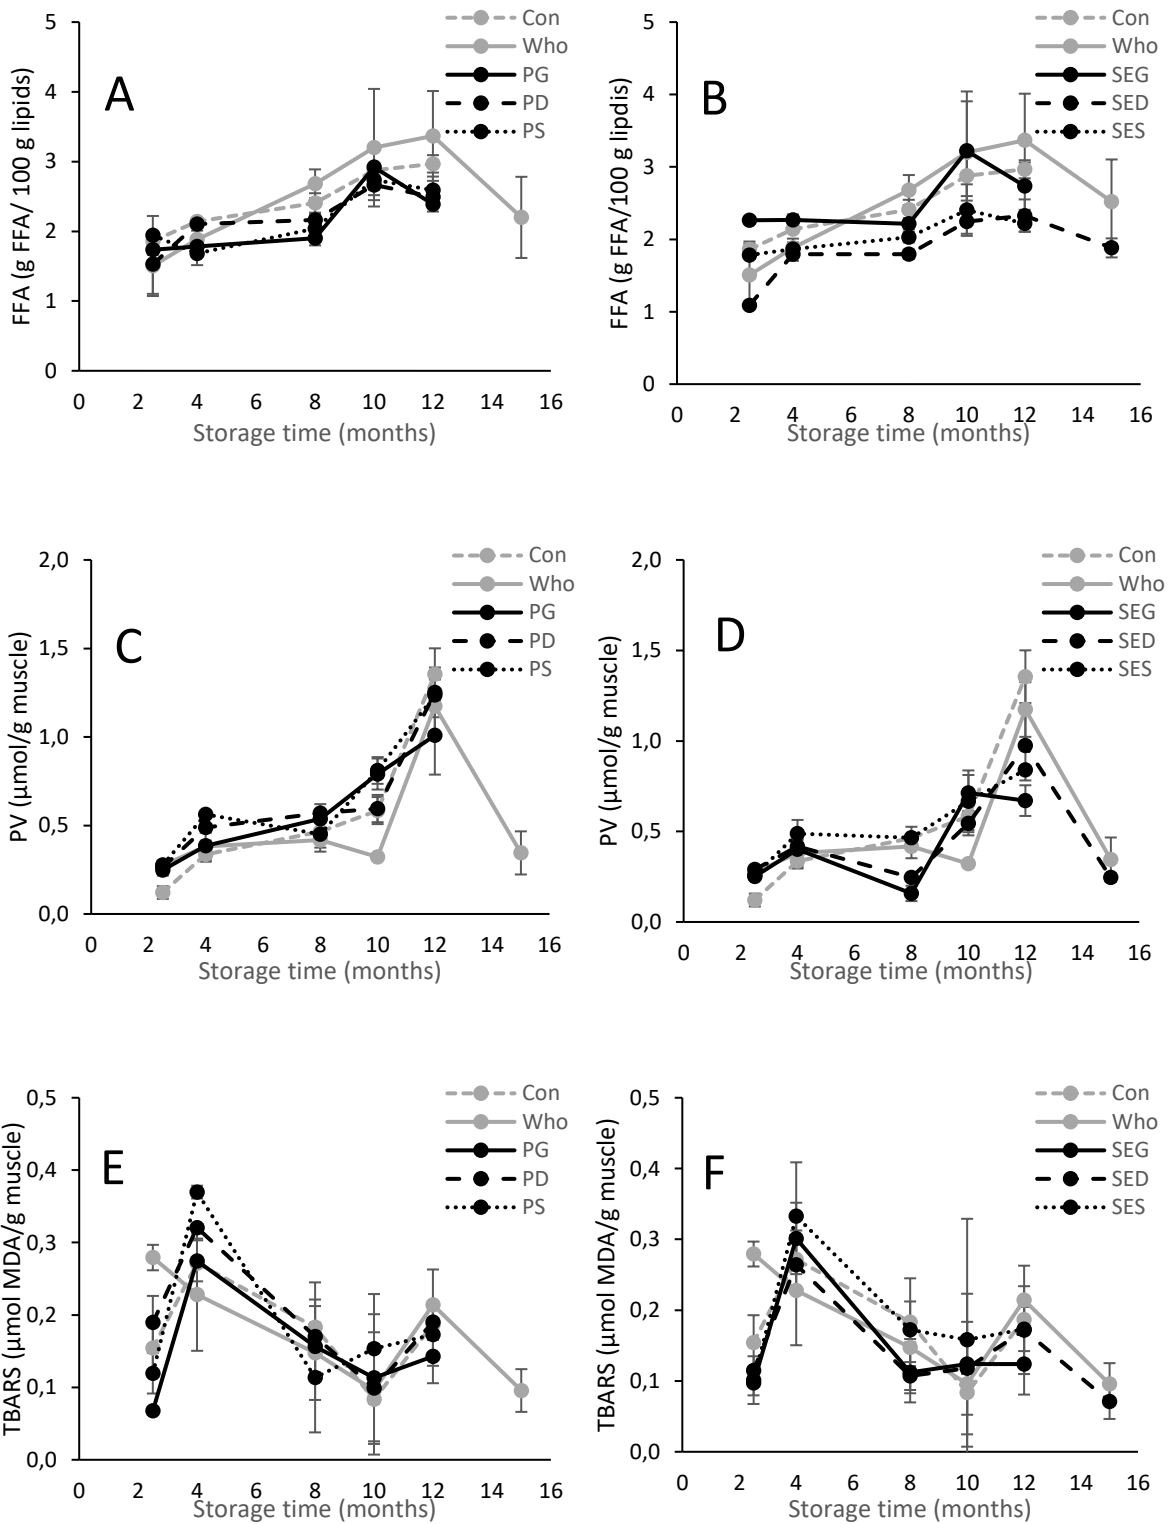 A
FFA (g FFA/ 100 g lipids)
5
4
3
2
1
0
0 2 4 6 8 10 12 14 16
Storage time (months)
Con
Who
PG
PD
PS
B
FFA (g FFA/100 g lipdis)
5
4
3
2
1
0
0 2 4 6 8 10 12 14 16
Storage time (months)
Con
Who
SEG
SED
SES
C
PV (µmol/g muscle)
2,0
1,5
1,0
0,5
0,0
0 2 4 6 8 10 12 14 16
Storage time (months)
Con
Who
PG
PD
PS
D
PV (µmol/g muscle)
2,0
1,5
1,0
0,5
0,0
0 2 4 6 8 10 12 14 16
Storage time (months)
Con
Who
SEG
SED
SES
E
TBARS (µmol MDA/g muscle)
0,5
0,4
0,3
0,2
0,1
0,0
0 2 4 6 8 10 12 14 16
Storage time (months)
Con
Who
PG
PD
PS
F
TBARS (µmol MDA/g muscle)
0,5
0,4
0,3
0,2
0,1
0,0
0 2 4 6 8 10 12 14 16
Storage time (months)
Con
Who
SEG
SED
SES